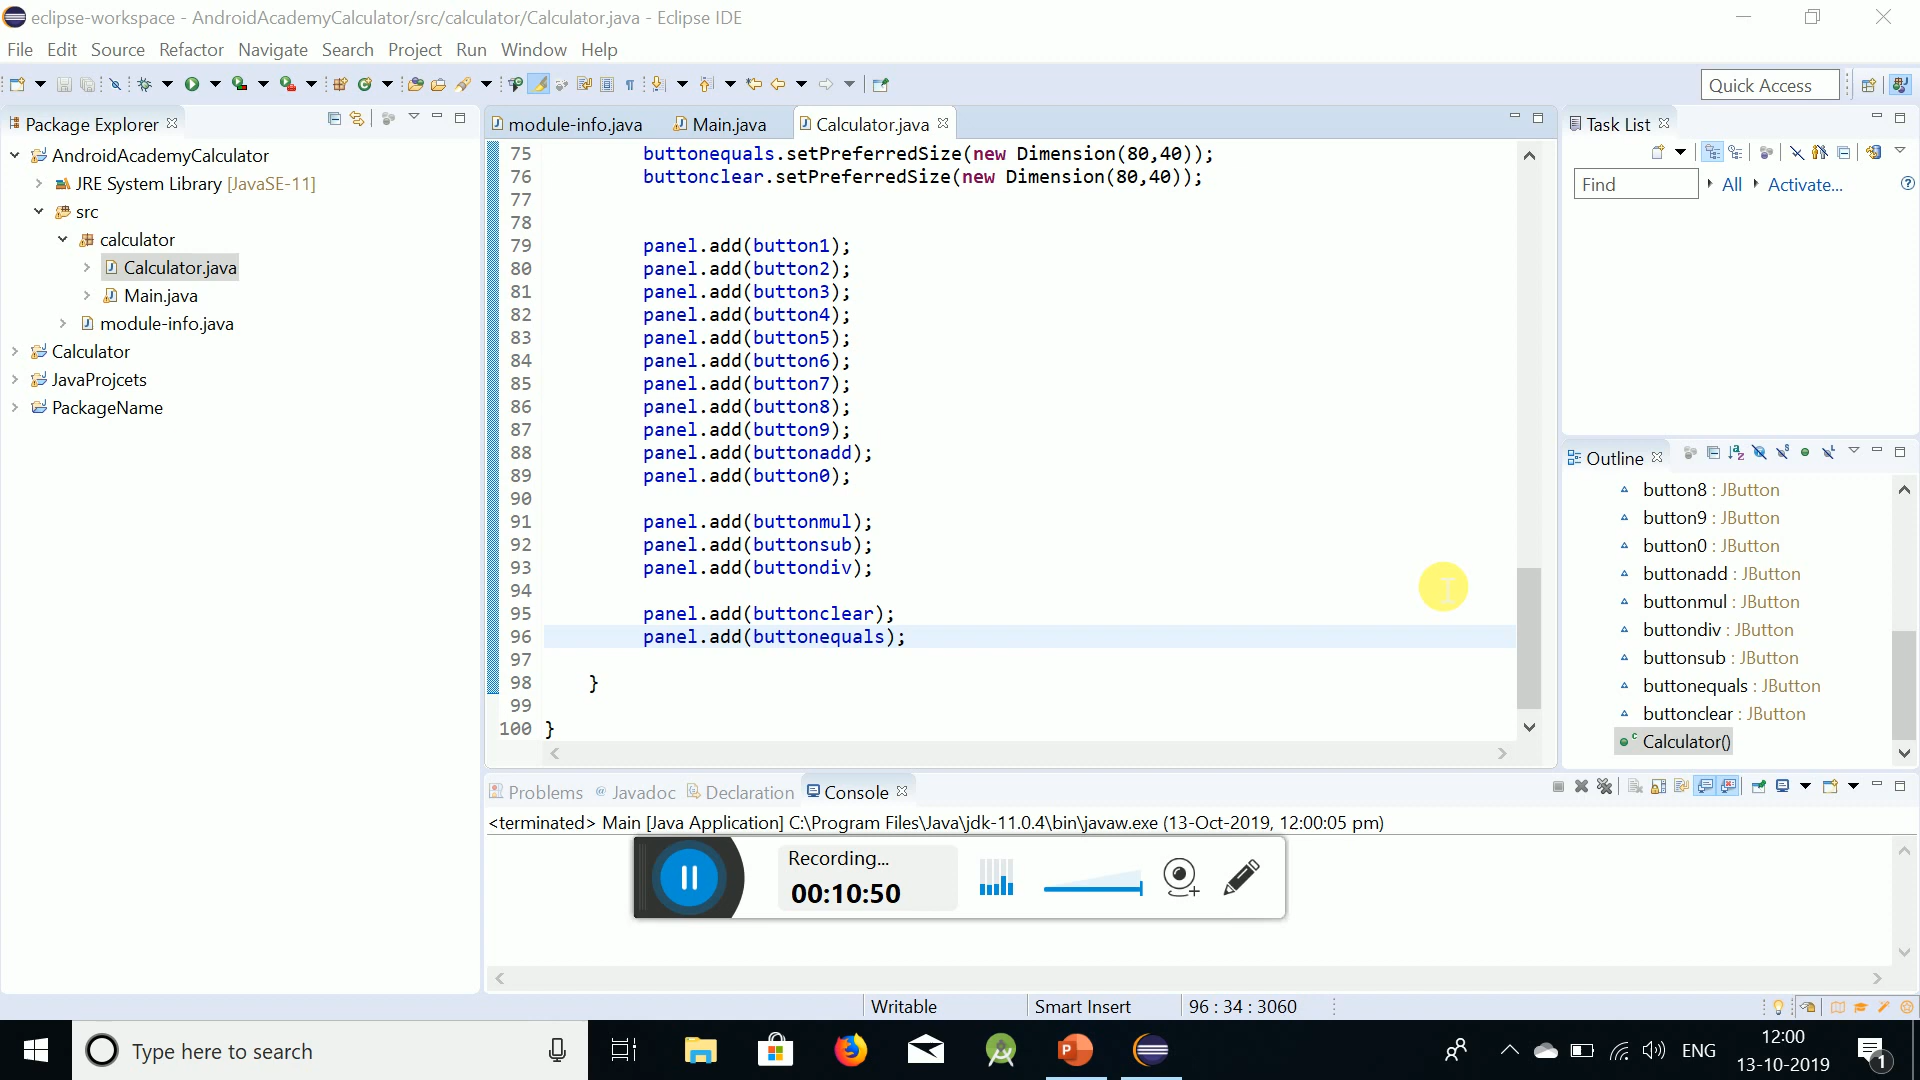 eclipse-workspace - AndroidAcademyCalculator/src/calculator/Calculator.java - Eclipse IDE
File Edit Source Refactor Navigate Search Project Run Window Help
Quick Access
Package Explorer
AndroidAcademyCalculator
JRE System Library [JavaSE-11]
src
calculator
Calculator.java
Main.java
module-info.java
Calculator
JavaProjcets
PackageName
module-info.java Main.java Calculator.java
75 buttonequals.setPreferredSize(new Dimension(80,40));
76 buttonclear.setPreferredSize(new Dimension(80,40));
77
78
79 panel.add(button1);
80 panel.add(button2);
81 panel.add(button3);
82 panel.add(button4);
83 panel.add(button5);
84 panel.add(button6);
85 panel.add(button7);
86 panel.add(button8);
87 panel.add(button9);
88 panel.add(buttonadd);
89 panel.add(button0);
90
91 panel.add(buttonmul);
92 panel.add(buttonsub);
93 panel.add(buttondiv);
94
95 panel.add(buttonclear);
96 panel.add(buttonequals);
97
98 }
99
100 }
Task List
Find All Activate...
Outline
button8 : JButton
button9 : JButton
button0 : JButton
buttonadd : JButton
buttonmul : JButton
buttondiv : JButton
buttonsub : JButton
buttonequals : JButton
buttonclear : JButton
Calculator()
Problems @ Javadoc Declaration Console
<terminated> Main [Java Application] C:\Program Files\Java\jdk-11.0.4\bin\javaw.exe (13-Oct-2019, 12:00:05 pm)
Recording...
00:10:50
Writable Smart Insert 96 : 34 : 3060
Type here to search
ENG
12:00
13-10-2019
1